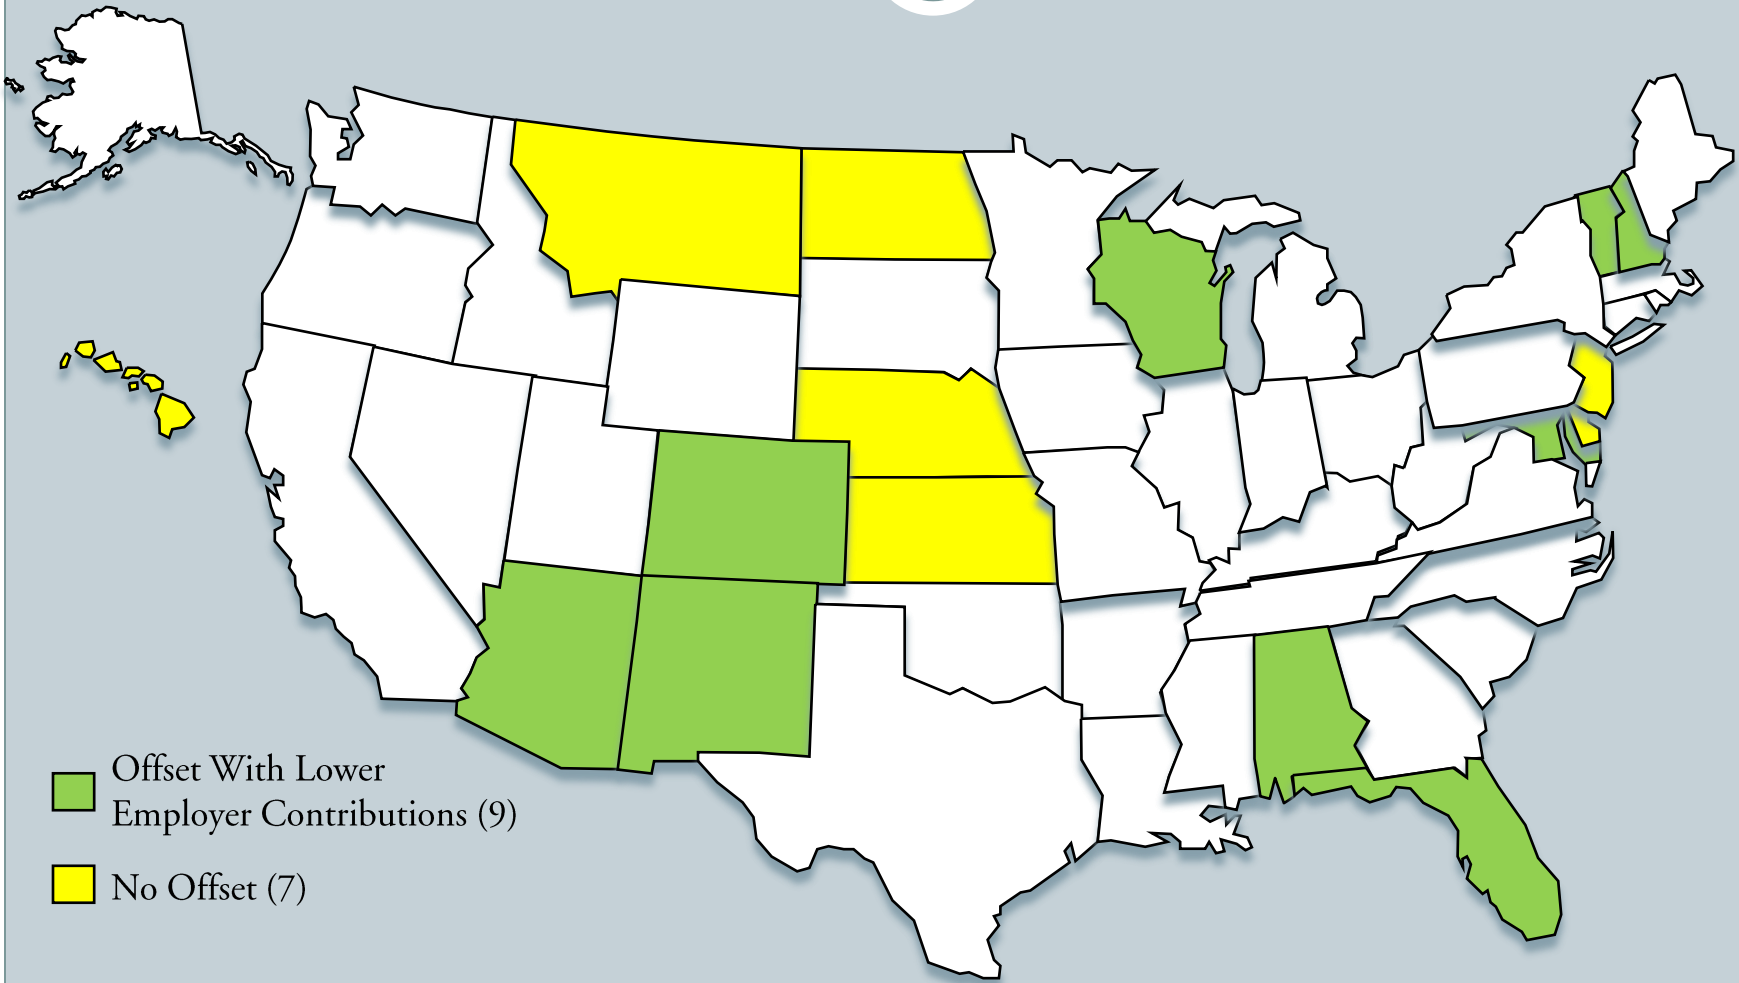 Offset With Lower
Employer Contributions (9)
No Offset (7)